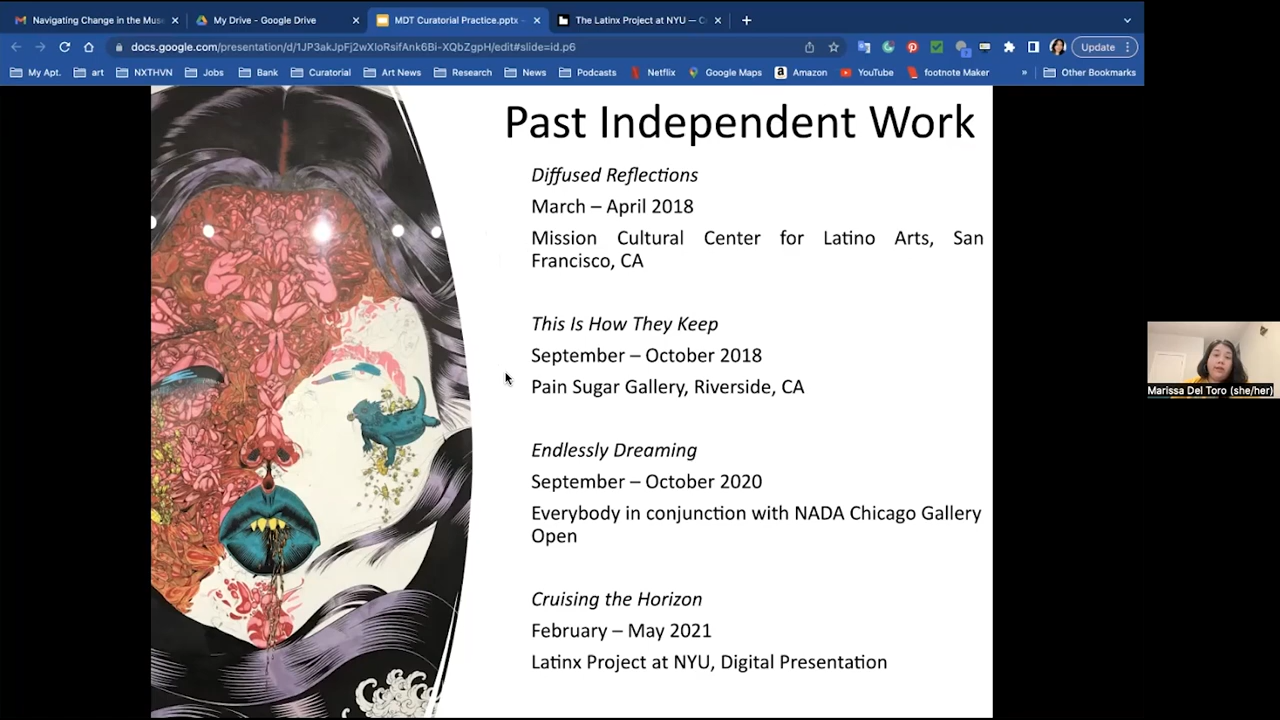 Navigating Change in the Muse
My Drive - Google Drive
MDT Curatorial Practice.pptx -
The Latinx Project at NYU — C
docs.google.com/presentation/d/1JP3akJpFj2wXIoRsifAnk6Bi-XQbZgpH/edit#slide=id.p6
Update
My Apt.
art
NXTHVN
Jobs
Bank
Curatorial
Art News
Research
News
Podcasts
Netflix
Google Maps
Amazon
YouTube
footnote Maker
»
Other Bookmarks
Past Independent Work
Diffused Reflections
March – April 2018
Mission Cultural Center for Latino Arts, San
Francisco, CA
This Is How They Keep
September – October 2018
Pain Sugar Gallery, Riverside, CA
Endlessly Dreaming
September – October 2020
Everybody in conjunction with NADA Chicago Gallery
Open
Cruising the Horizon
February – May 2021
Latinx Project at NYU, Digital Presentation
Marissa Del Toro (she/her)